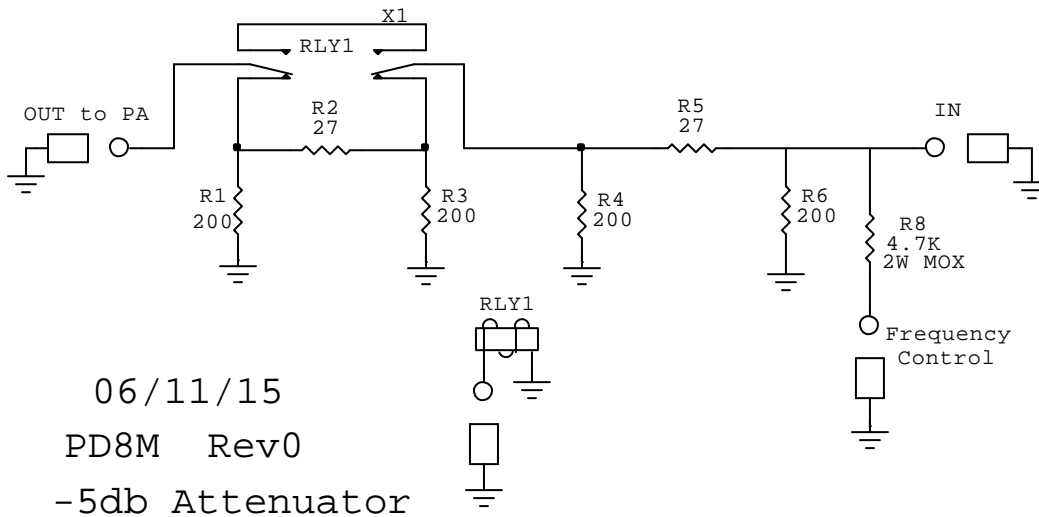 X1
RLY1
OUT to PA
R2
27
R5
27
IN
R1
200
R3
200
R4
200
R6
200
R8
4.7K
2W MOX
RLY1
Frequency
Control
06/11/15
PD8M Rev0
-5db Attenuator